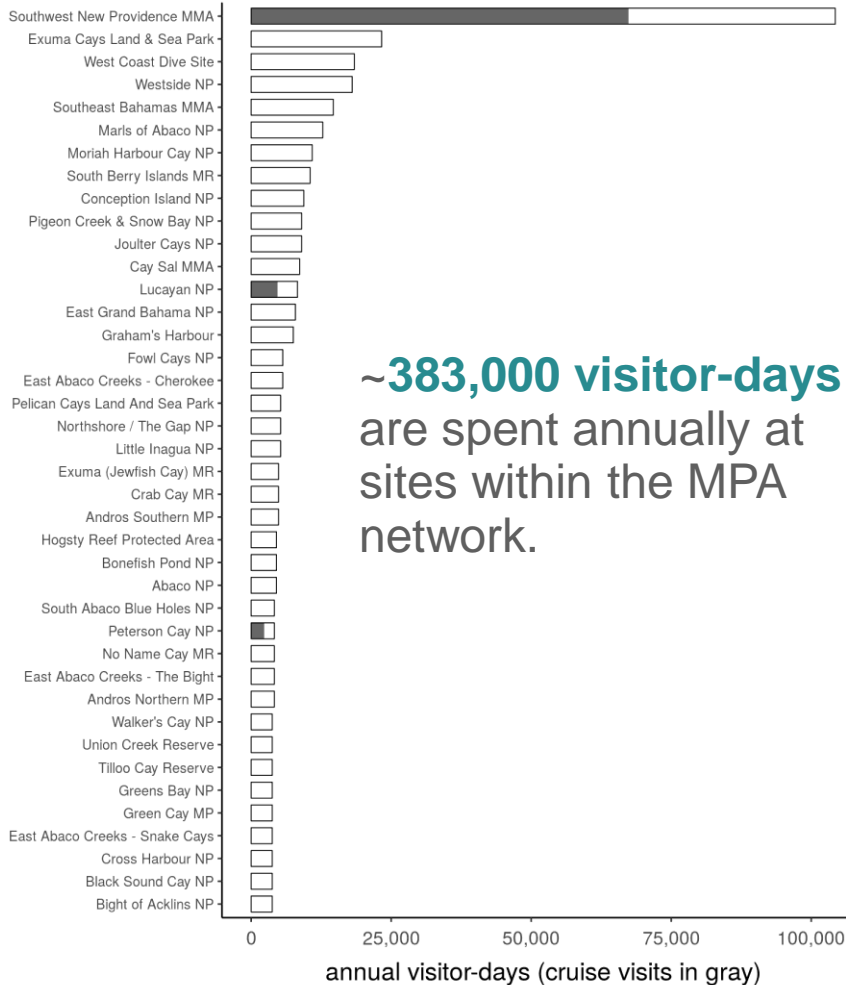 Southwest New Providence MMA
Exuma Cays Land & Sea Park
West Coast Dive Site
Westside NP
Southeast Bahamas MMA
Marls of Abaco NP
Moriah Harbour Cay NP
South Berry Islands MR
Conception Island NP
Pigeon Creek & Snow Bay NP
Joulter Cays NP
Cay Sal MMA
Lucayan NP
East Grand Bahama NP
Graham's Harbour
Fowl Cays NP
East Abaco Creeks - Cherokee
Pelican Cays Land And Sea Park
Northshore / The Gap NP
Little Inagua NP
Exuma (Jewfish Cay) MR
Crab Cay MR
Andros Southern MP
Hogsty Reef Protected Area
Bonefish Pond NP
Abaco NP
South Abaco Blue Holes NP
Peterson Cay NP
No Name Cay MR
East Abaco Creeks - The Bight
Andros Northern MP
Walker's Cay NP
Union Creek Reserve
Tilloo Cay Reserve
Greens Bay NP
Green Cay MP
East Abaco Creeks - Snake Cays
Cross Harbour NP
Black Sound Cay NP
Bight of Acklins NP
~383,000 visitor-days
are spent annually at
sites within the MPA
network.
0 25,000 50,000 75,000 100,000
annual visitor-days (cruise visits in gray)